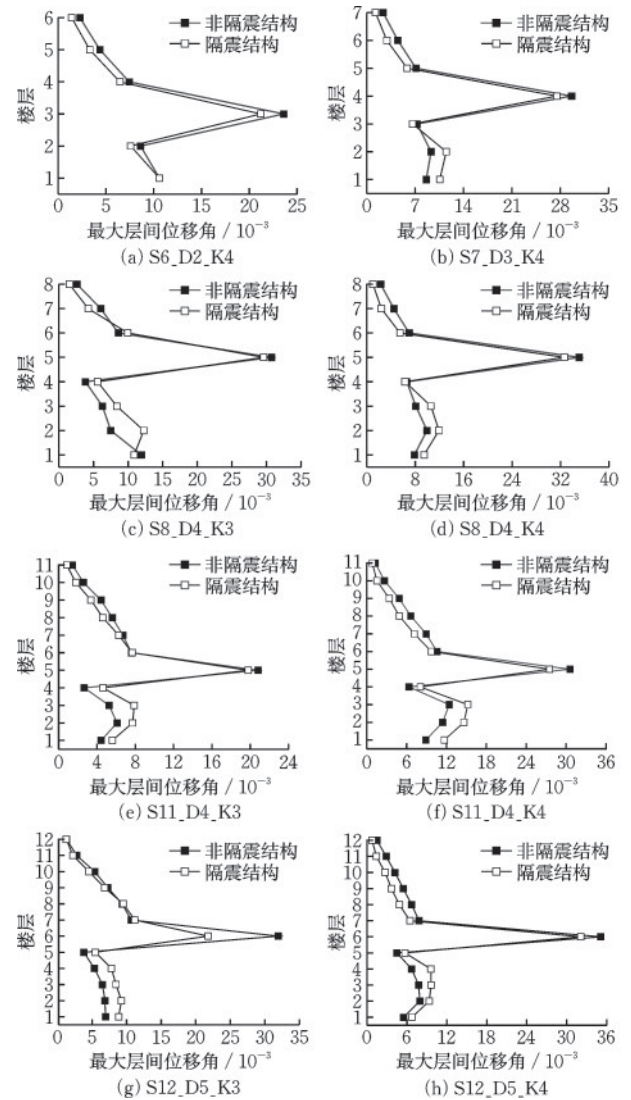 非隔震结构
隔震结构
楼层
6
5
4
3
2
1
0 5 10 15 20 25
最大层间位移角 / 10⁻³
(a) S6_D2_K4
非隔震结构
隔震结构
楼层
7
6
5
4
3
2
1
0 7 14 21 28 35
最大层间位移角 / 10⁻³
(b) S7_D3_K4
非隔震结构
隔震结构
楼层
8
7
6
5
4
3
2
1
0 5 10 15 20 25 30 35
最大层间位移角 / 10⁻³
(c) S8_D4_K3
非隔震结构
隔震结构
楼层
8
7
6
5
4
3
2
1
0 8 16 24 32 40
最大层间位移角 / 10⁻³
(d) S8_D4_K4
非隔震结构
隔震结构
楼层
11
10
9
8
7
6
5
4
3
2
1
0 4 8 12 16 20 24
最大层间位移角 / 10⁻³
(e) S11_D4_K3
非隔震结构
隔震结构
楼层
11
10
9
8
7
6
5
4
3
2
1
0 6 12 18 24 30 36
最大层间位移角 / 10⁻³
(f) S11_D4_K4
非隔震结构
隔震结构
楼层
12
11
10
9
8
7
6
5
4
3
2
1
0 5 10 15 20 25 30 35
最大层间位移角 / 10⁻³
(g) S12_D5_K3
非隔震结构
隔震结构
楼层
12
11
10
9
8
7
6
5
4
3
2
1
0 6 12 18 24 30 36
最大层间位移角 / 10⁻³
(h) S12_D5_K4